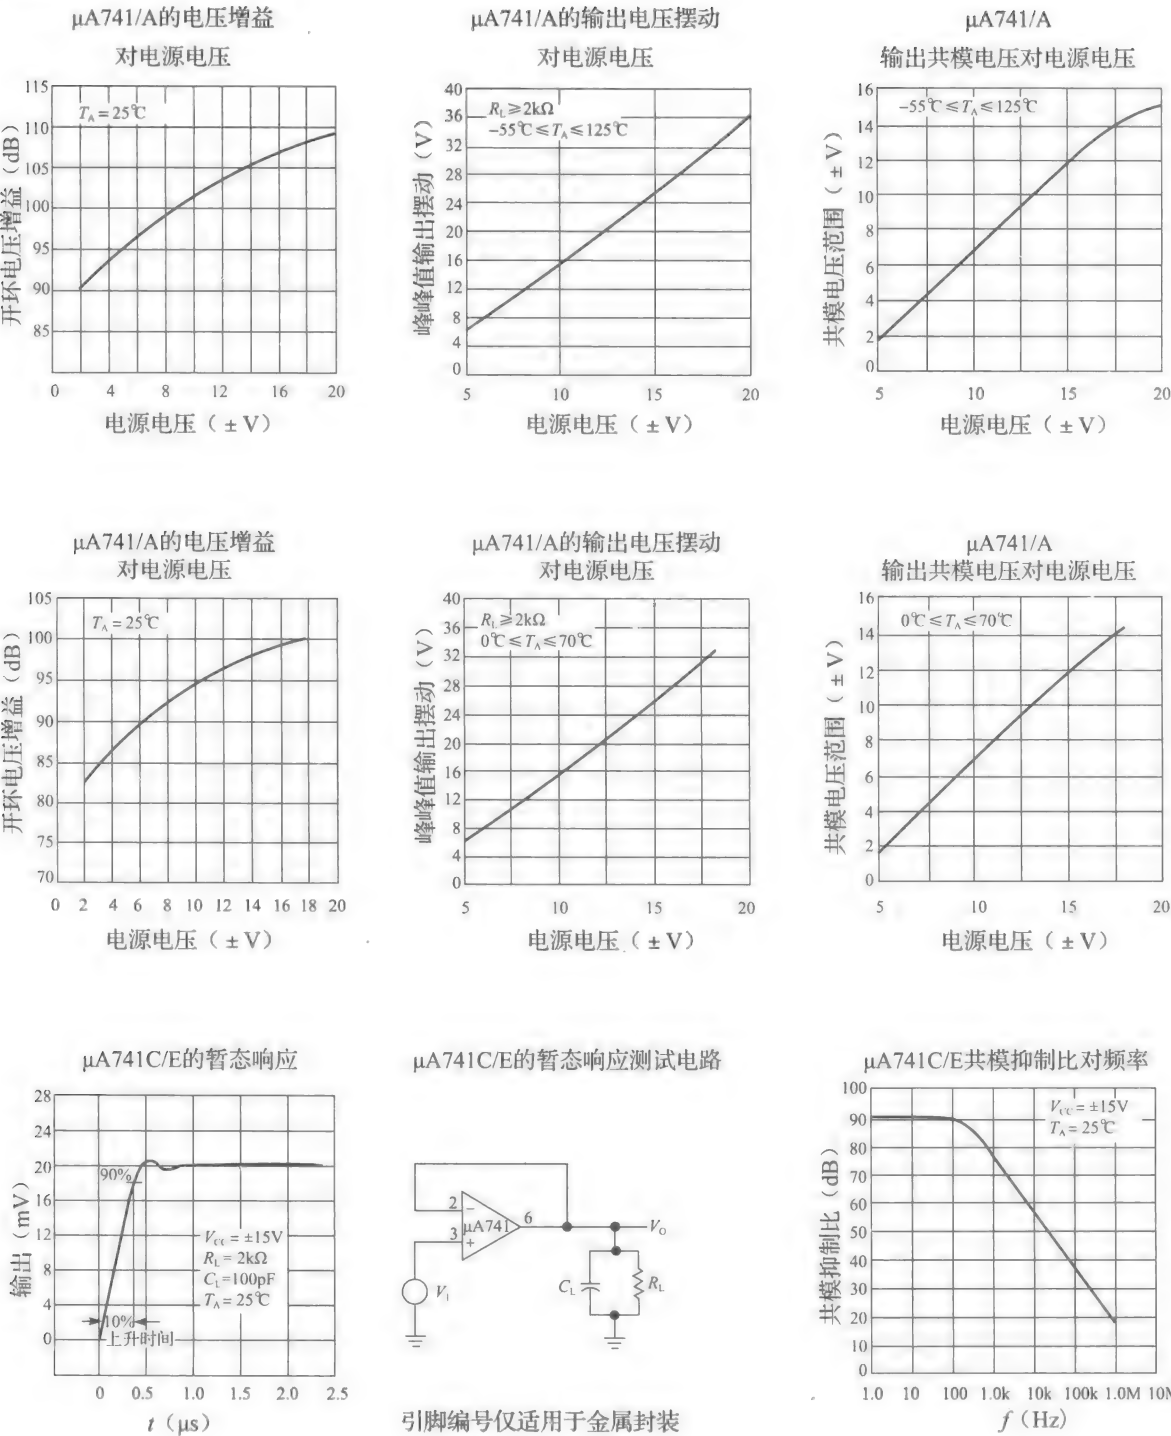 μA741/A的电压增益
对电源电压
开环电压增益（dB）
115
110
105
100
95
90
85
T_A = 25℃
0 4 8 12 16 20
电源电压（±V）
μA741/A的输出电压摆动
对电源电压
峰峰值输出摆动（V）
40
36
32
28
24
20
16
12
8
4
0
R_L≥2kΩ
−55℃≤T_A≤125℃
5 10 15 20
电源电压（±V）
μA741/A
输出共模电压对电源电压
共模电压范围（±V）
16
14
12
10
8
6
4
2
0
−55℃≤T_A≤125℃
5 10 15 20
电源电压（±V）
μA741/A的电压增益
对电源电压
开环电压增益（dB）
105
100
95
90
85
80
75
70
T_A = 25℃
0 2 4 6 8 10 12 14 16 18 20
电源电压（±V）
μA741/A的输出电压摆动
对电源电压
峰峰值输出摆动（V）
40
36
32
28
24
20
16
12
8
4
0
R_L≥2kΩ
0℃≤T_A≤70℃
5 10 15 20
电源电压（±V）
μA741/A
输出共模电压对电源电压
共模电压范围（±V）
16
14
12
10
8
6
4
2
0
0℃≤T_A≤70℃
5 10 15 20
电源电压（±V）
μA741C/E的暂态响应
输出（mV）
28
24
20
16
12
8
4
0
90%
10%
上升时间
V_CC = ±15V
R_L = 2kΩ
C_L=100pF
T_A = 25℃
0 0.5 1.0 1.5 2.0 2.5
t（μs）
μA741C/E的暂态响应测试电路
2
3
−
+
μA741
6
V_O
V_I
C_L
R_L
引脚编号仅适用于金属封装
μA741C/E共模抑制比对频率
共模抑制比（dB）
100
90
80
70
60
50
40
30
20
10
0
V_CC = ±15V
T_A = 25℃
1.0 10 100 1.0k 10k 100k 1.0M 10M
f（Hz）